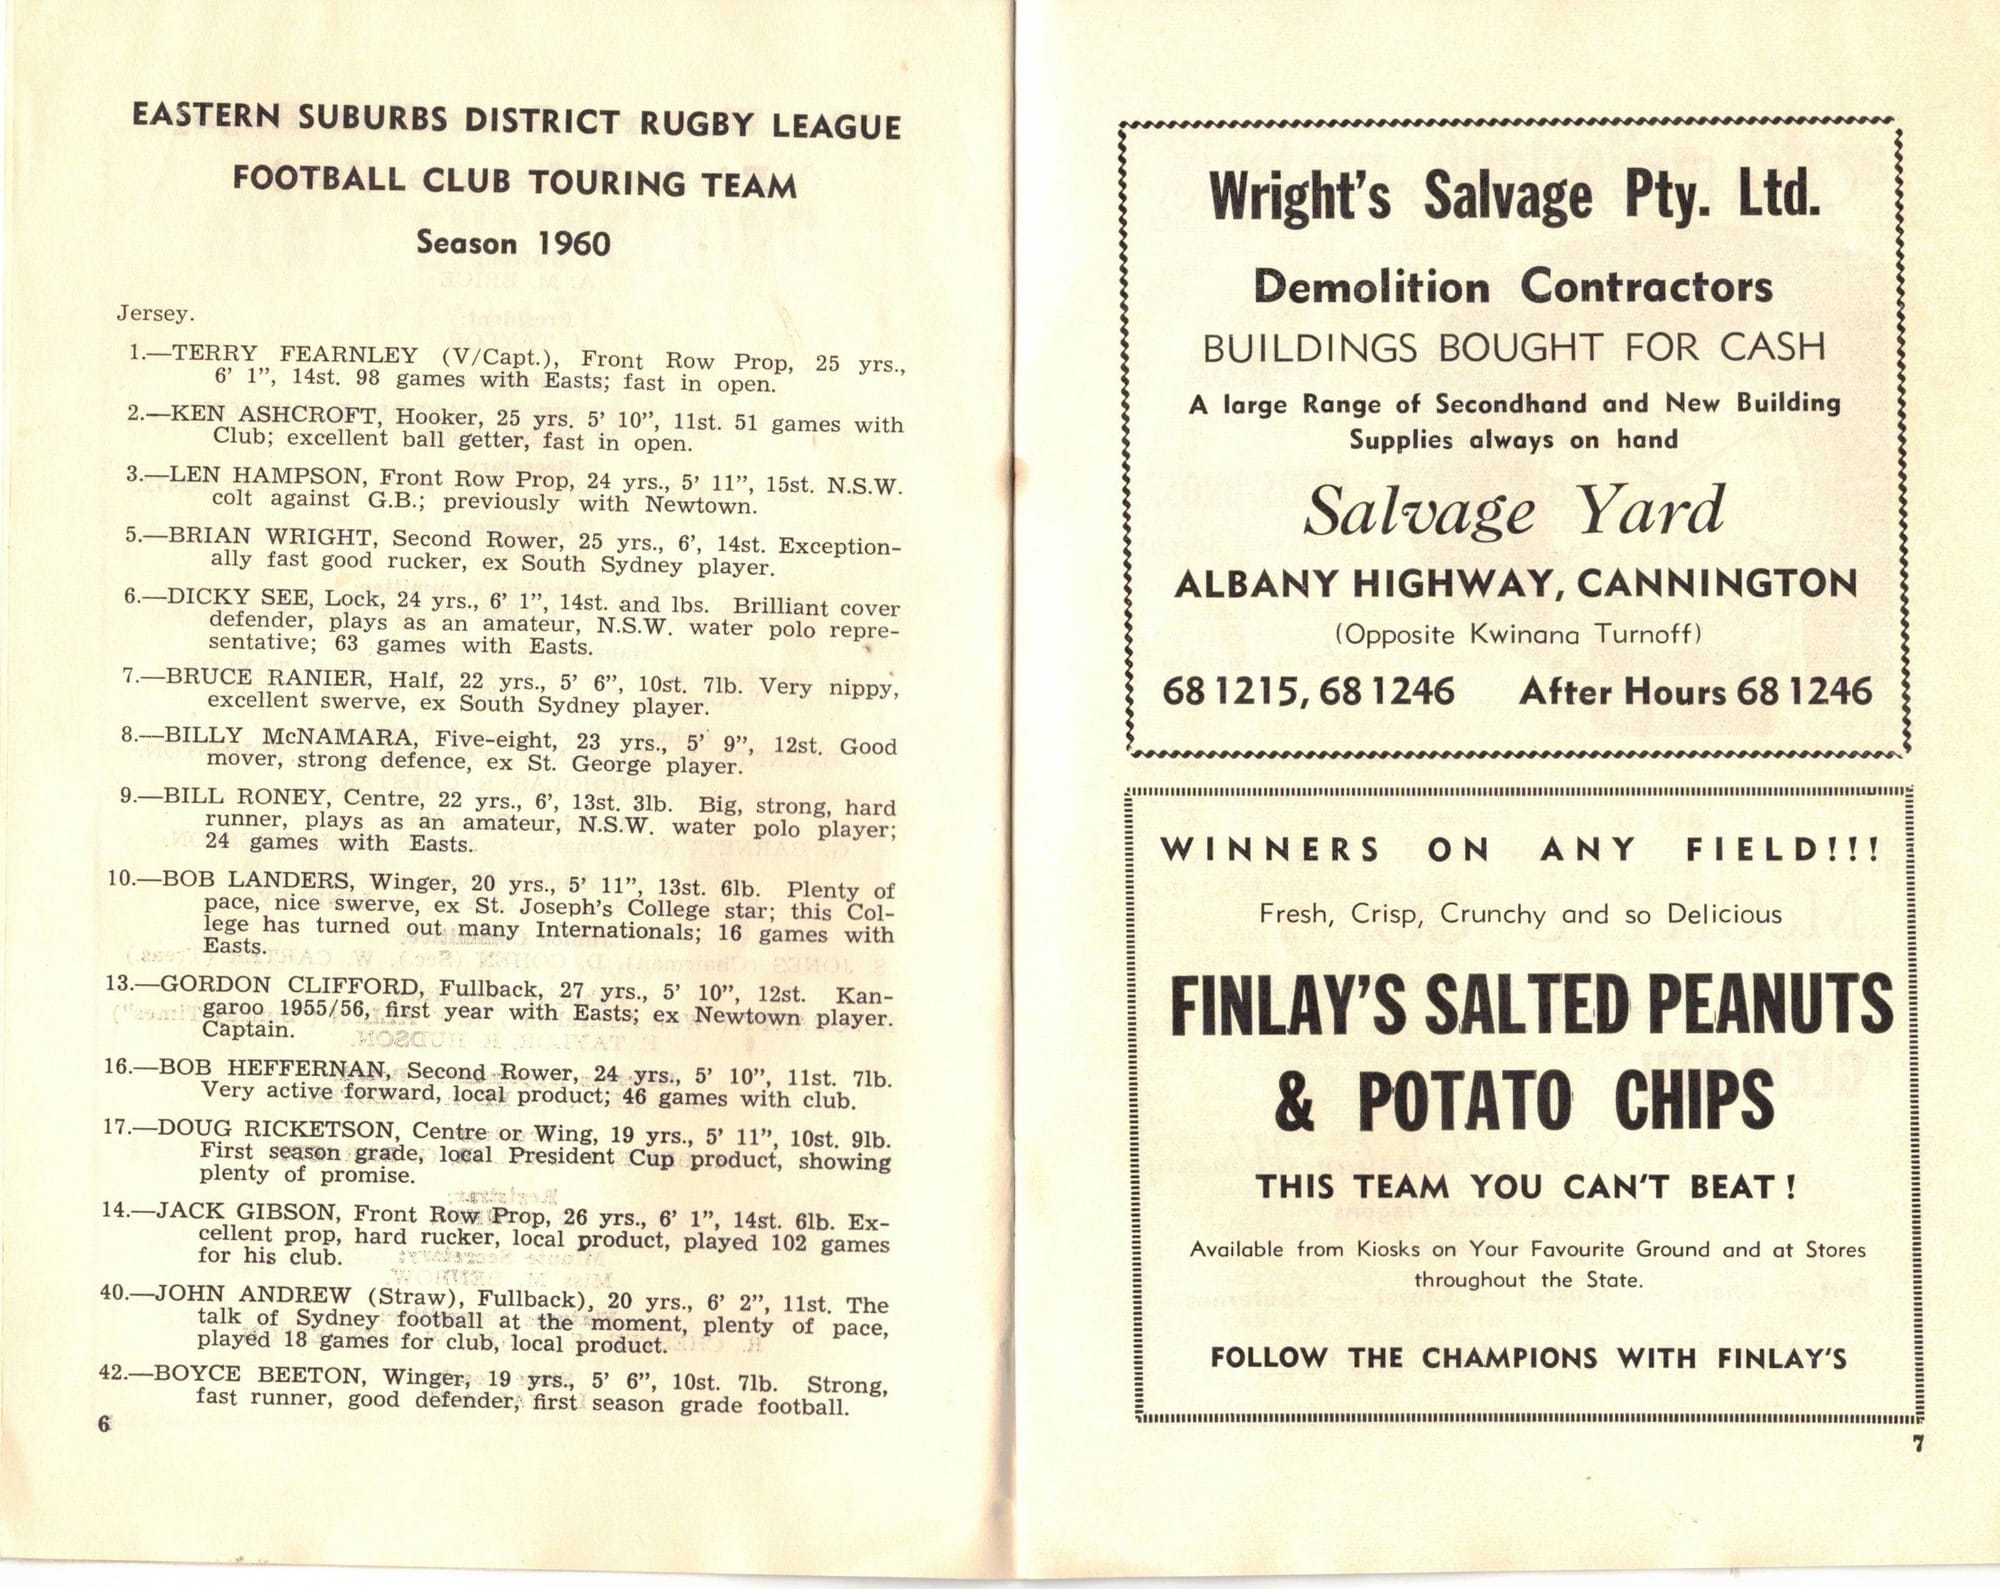 EASTERN SUBURBS DISTRICT RUGBY LEAGUE
FOOTBALL CLUB TOURING TEAM
Season 1960
Jersey.
1.—TERRY FEARNLEY (V/Capt.), Front Row Prop, 25 yrs.,
6’ 1”, 14st. 98 games with Easts; fast in open.
2.—KEN ASHCROFT, Hooker, 25 yrs. 5’ 10”, 11st. 51 games with
Club; excellent ball getter, fast in open.
3.—LEN HAMPSON, Front Row Prop, 24 yrs., 5’ 11”, 15st. N.S.W.
colt against G.B.; previously with Newtown.
5.—BRIAN WRIGHT, Second Rower, 25 yrs., 6’, 14st. Exception-
ally fast good rucker, ex South Sydney player.
6.—DICKY SEE, Lock, 24 yrs., 6’ 1”, 14st. and lbs. Brilliant cover
defender, plays as an amateur, N.S.W. water polo repre-
sentative; 63 games with Easts.
7.—BRUCE RANIER, Half, 22 yrs., 5’ 6”, 10st. 7lb. Very nippy,
excellent swerve, ex South Sydney player.
8.—BILLY McNAMARA, Five-eight, 23 yrs., 5’ 9”, 12st. Good
mover, strong defence, ex St. George player.
9.—BILL RONEY, Centre, 22 yrs., 6’, 13st. 3lb. Big, strong, hard
runner, plays as an amateur, N.S.W. water polo player;
24 games with Easts.
10.—BOB LANDERS, Winger, 20 yrs., 5’ 11”, 13st. 6lb. Plenty of
pace, nice swerve, ex St. Joseph’s College star; this Col-
lege has turned out many Internationals; 16 games with
Easts.
13.—GORDON CLIFFORD, Fullback, 27 yrs., 5’ 10”, 12st. Kan-
garoo 1955/56, first year with Easts; ex Newtown player.
Captain.
16.—BOB HEFFERNAN, Second Rower, 24 yrs., 5’ 10”, 11st. 7lb.
Very active forward, local product; 46 games with club.
17.—DOUG RICKETSON, Centre or Wing, 19 yrs., 5’ 11”, 10st. 9lb.
First season grade, local President Cup product, showing
plenty of promise.
14.—JACK GIBSON, Front Row Prop, 26 yrs., 6’ 1”, 14st. 6lb. Ex-
cellent prop, hard rucker, local product, played 102 games
for his club.
40.—JOHN ANDREW (Straw), Fullback), 20 yrs., 6’ 2”, 11st. The
talk of Sydney football at the moment, plenty of pace,
played 18 games for club, local product.
42.—BOYCE BEETON, Winger, 19 yrs., 5’ 6”, 10st. 7lb. Strong,
fast runner, good defender, first season grade football.
6
Wright’s Salvage Pty. Ltd.
Demolition Contractors
BUILDINGS BOUGHT FOR CASH
A large Range of Secondhand and New Building
Supplies always on hand
Salvage Yard
ALBANY HIGHWAY, CANNINGTON
(Opposite Kwinana Turnoff)
68 1215, 68 1246 After Hours 68 1246
WINNERS ON ANY FIELD!!!
Fresh, Crisp, Crunchy and so Delicious
FINLAY’S SALTED PEANUTS
& POTATO CHIPS
THIS TEAM YOU CAN’T BEAT !
Available from Kiosks on Your Favourite Ground and at Stores
throughout the State.
FOLLOW THE CHAMPIONS WITH FINLAY’S
7